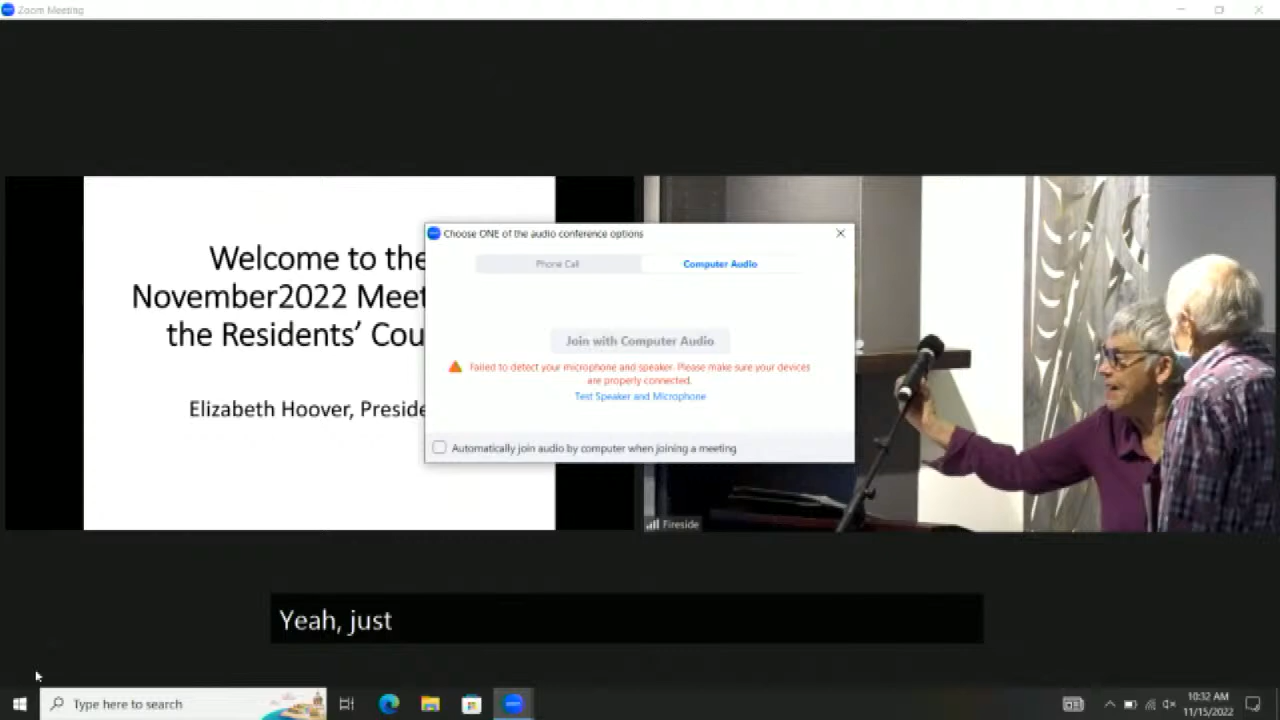 Zoom Meeting
Welcome to the
November2022 Meet
the Residents’ Cou
Elizabeth Hoover, Preside
Choose ONE of the audio conference options
Phone Call
Computer Audio
Join with Computer Audio
Failed to detect your microphone and speaker. Please make sure your devices
are properly connected.
Test Speaker and Microphone
Automatically join audio by computer when joining a meeting
Fireside
Yeah, just
Type here to search
10:32 AM
11/15/2022